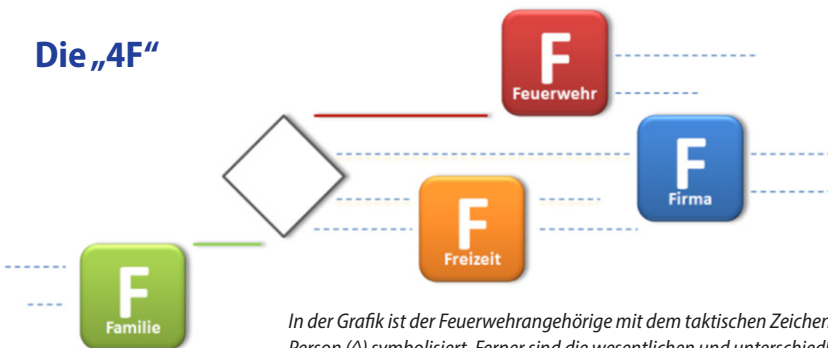 Die „4F“
F
Feuerwehr
F
Firma
F
Freizeit
F
Familie
In der Grafik ist der Feuerwehrangehörige mit dem taktischen Zeichen
Person (^) symbolisiert. Ferner sind die wesentlichen und unterschiedl